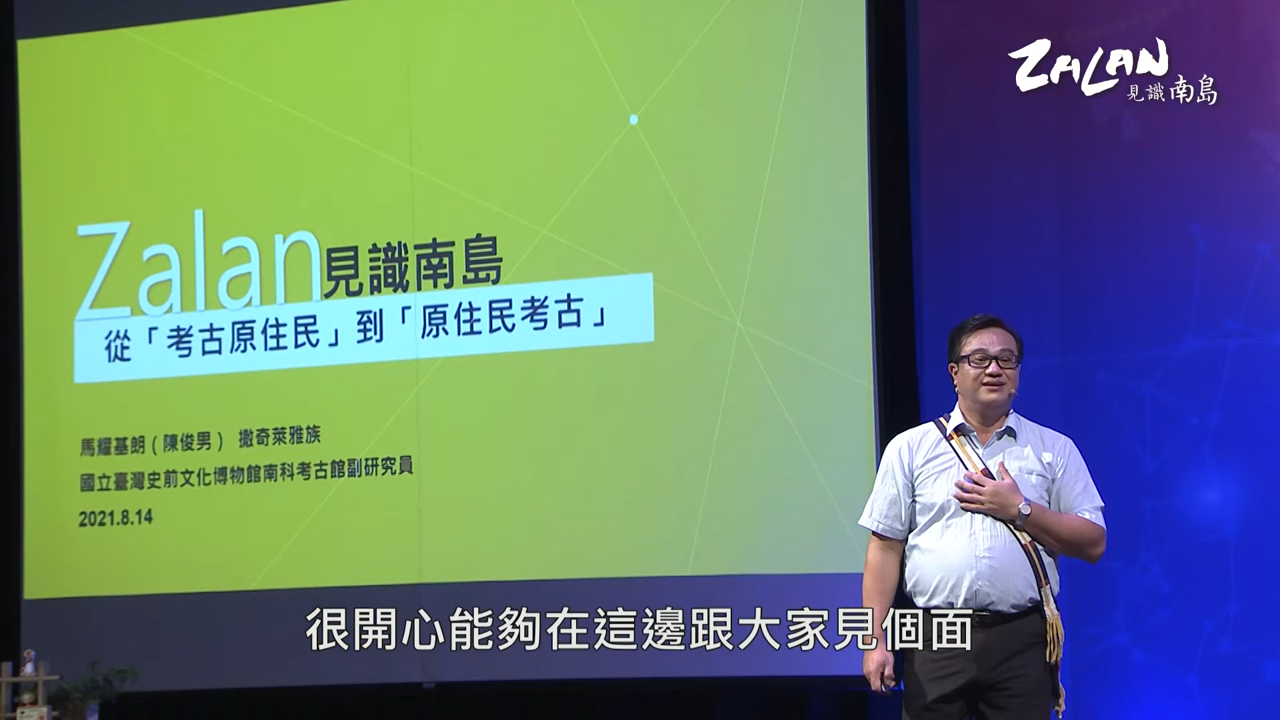 ZALAN
見識南島
Zalan見識南島
從「考古原住民」到「原住民考古」
馬耀基朗（陳俊男） 撒奇萊雅族
國立臺灣史前文化博物館南科考古館副研究員
2021.8.14
很開心能夠在這邊跟大家見個面